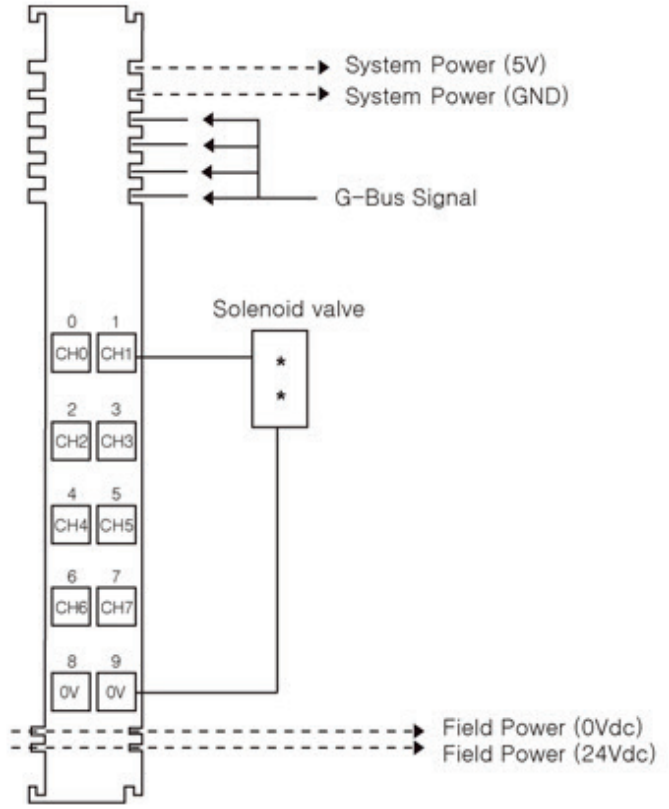 System Power (5V)
System Power (GND)
G-Bus Signal
Solenoid valve
0 1
CH0 CH1
*
*
2 3
CH2 CH3
4 5
CH4 CH5
6 7
CH6 CH7
8 9
0V 0V
Field Power (0Vdc)
Field Power (24Vdc)